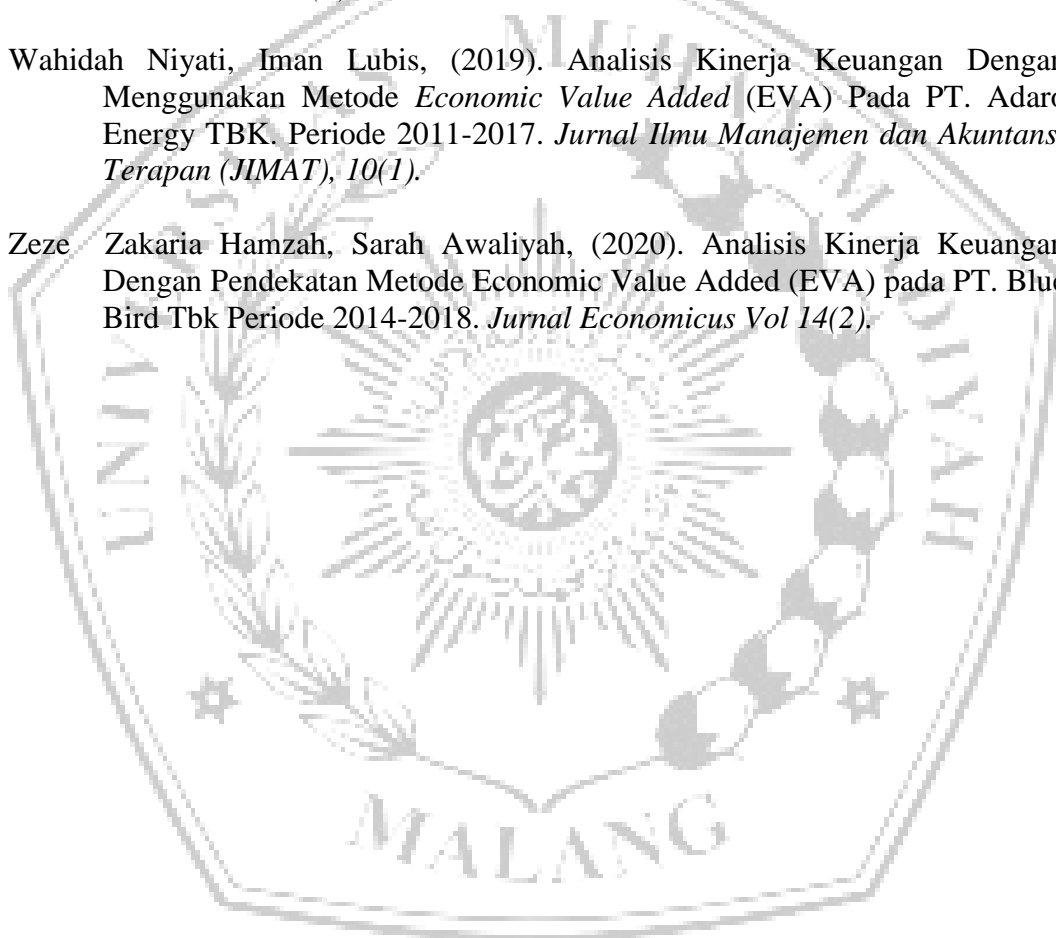 Wahidah Niyati, Iman Lubis, (2019). Analisis Kinerja Keuangan Dengan
Menggunakan Metode Economic Value Added (EVA) Pada PT. Adaro
Energy TBK. Periode 2011-2017. Jurnal Ilmu Manajemen dan Akuntans
Terapan (JIMAT), 10(1).
Zeze Zakaria Hamzah, Sarah Awaliyah, (2020). Analisis Kinerja Keuangan
Dengan Pendekatan Metode Economic Value Added (EVA) pada PT. Blue
Bird Tbk Periode 2014-2018. Jurnal Economicus Vol 14(2).
UNIVERSITAS MUHAMMADIYAH
MALANG